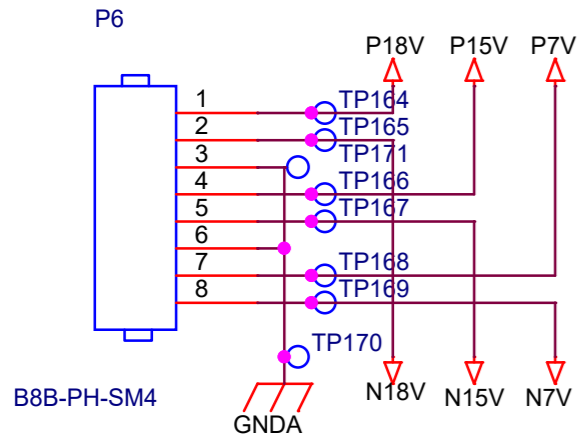 P6
P18V P15V P7V
1 TP164
2 TP165
3 TP171
4 TP166
5 TP167
6
7 TP168
8 TP169
TP170
B8B-PH-SM4
GNDA
N18V N15V N7V